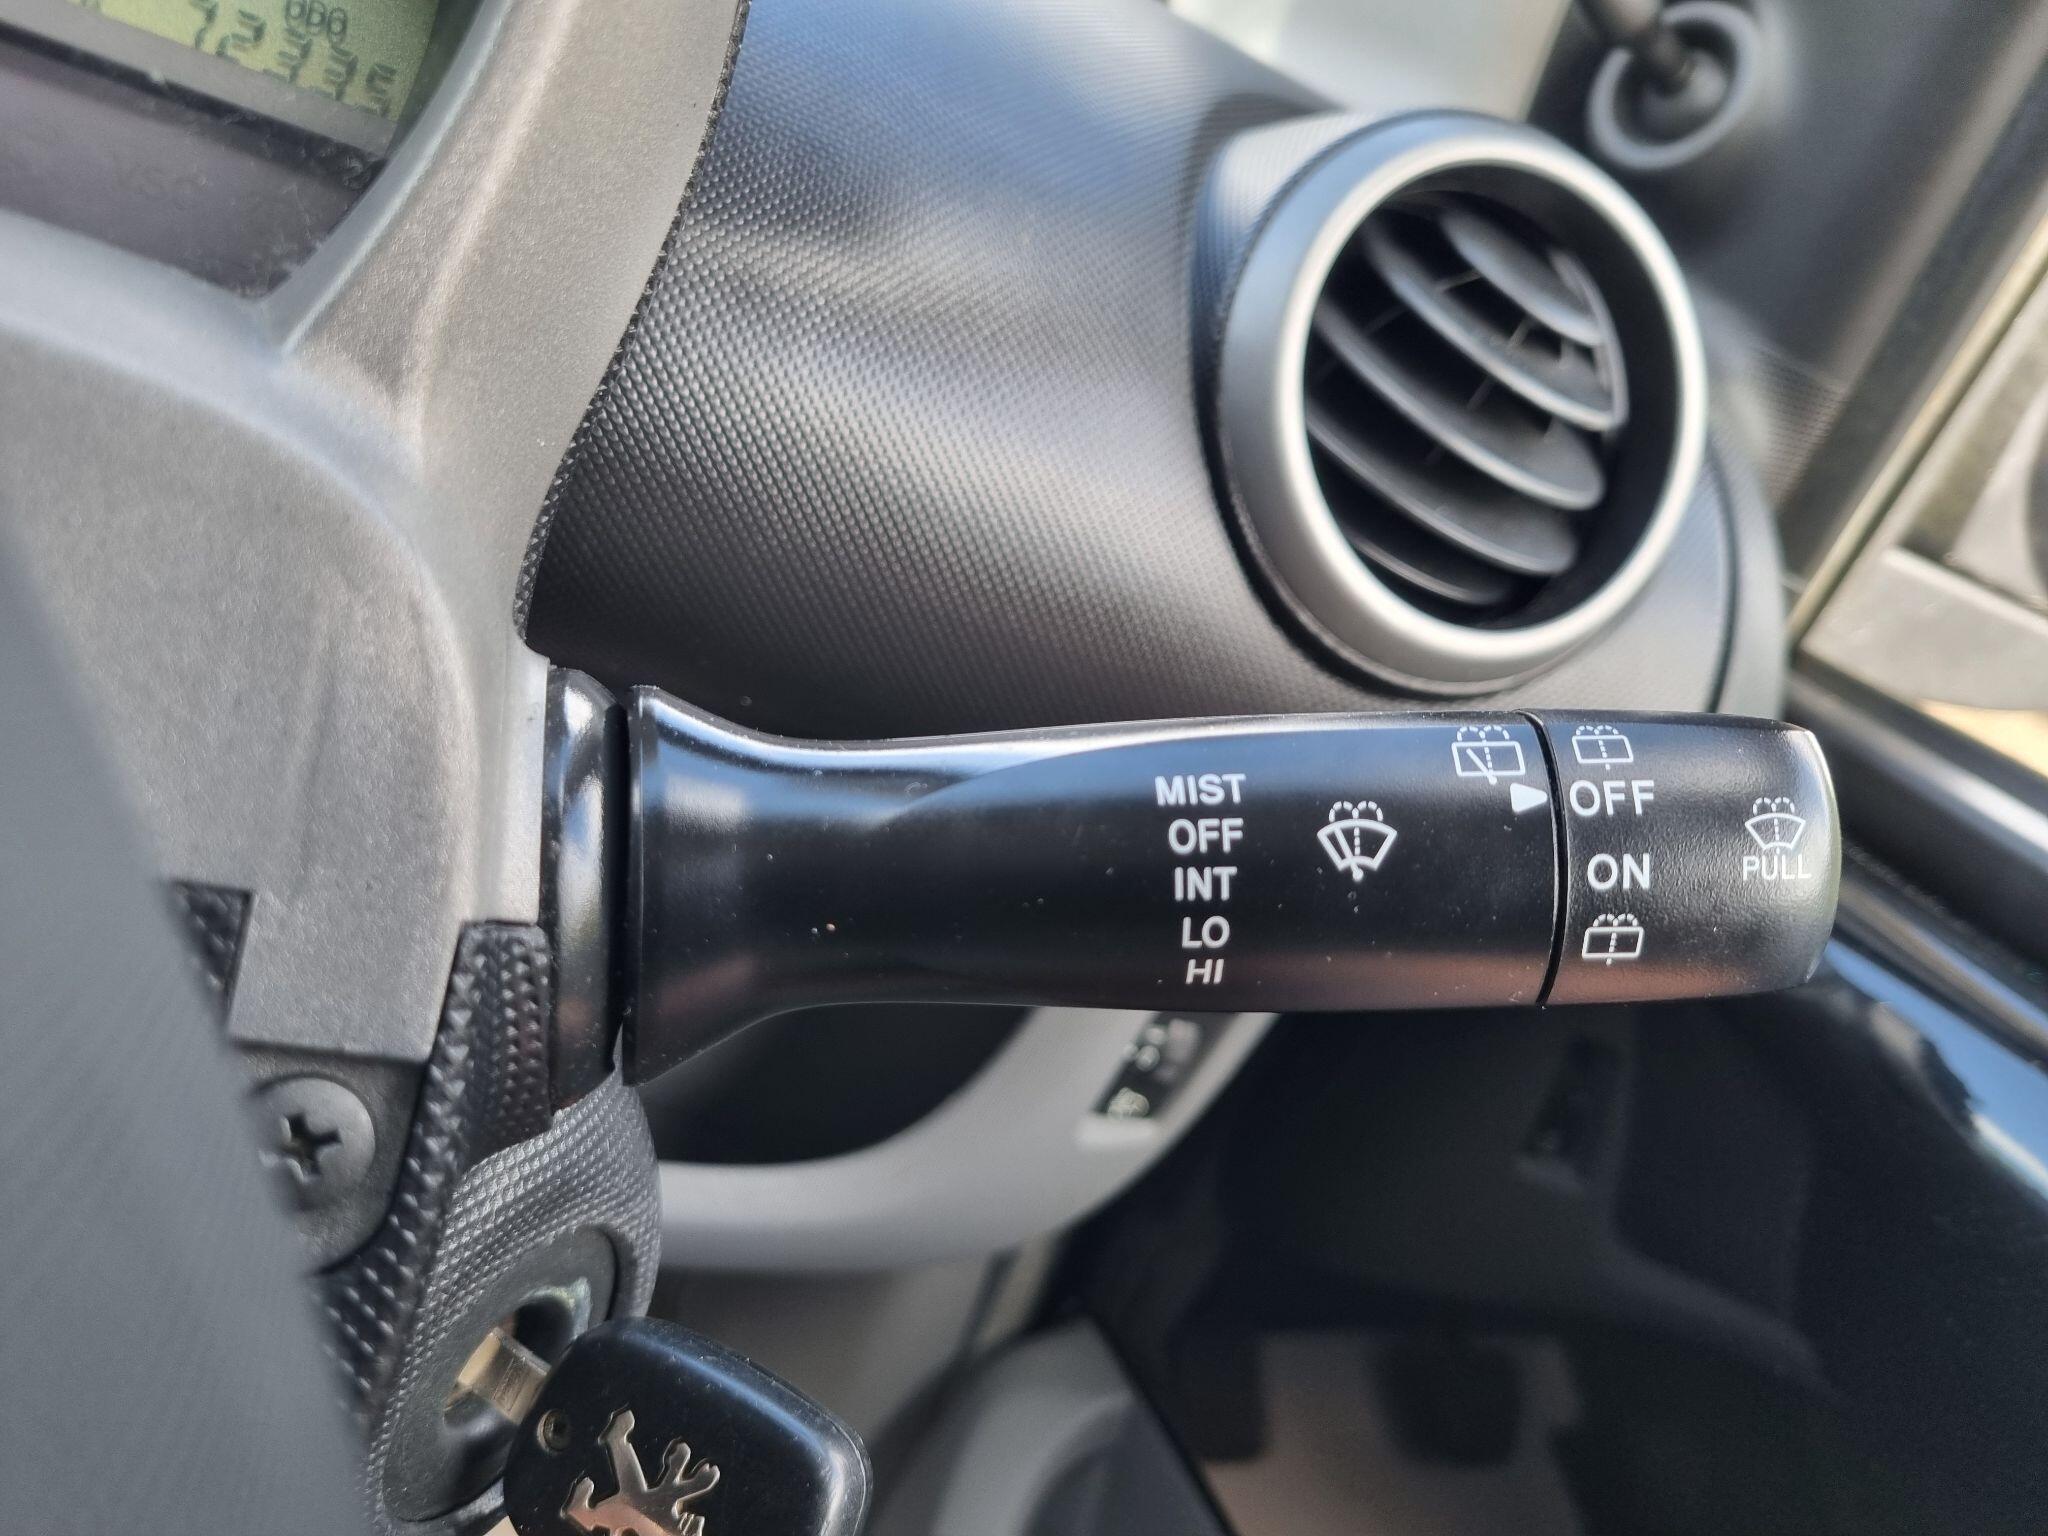 MIST
OFF
INT
LO
HI
OFF
ON
PULL